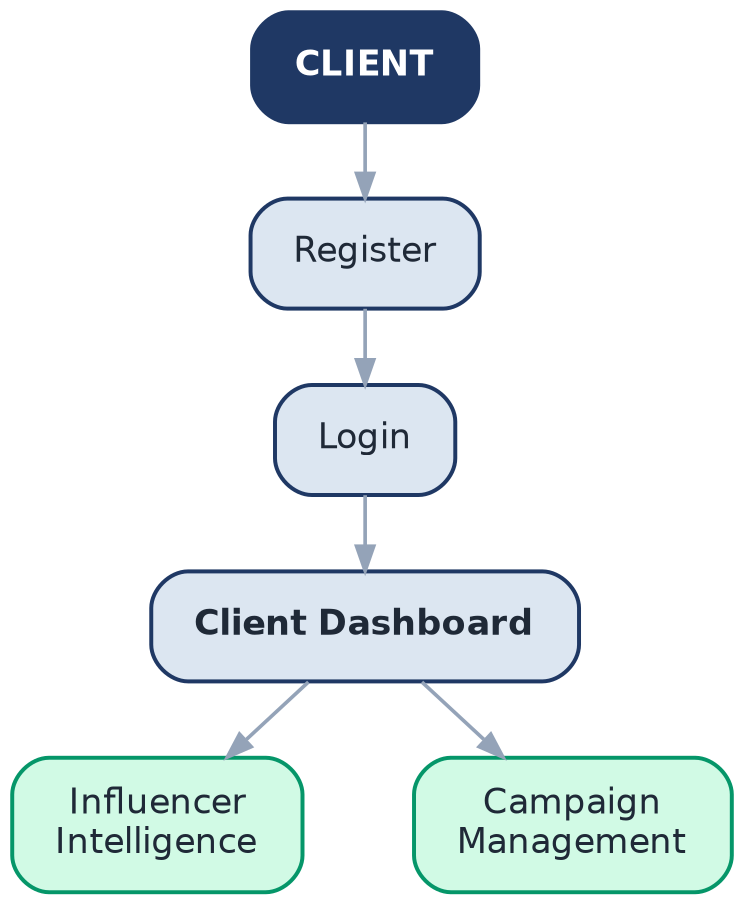 CLIENT
Register
Login
Client Dashboard
Influencer
Intelligence
Campaign
Management